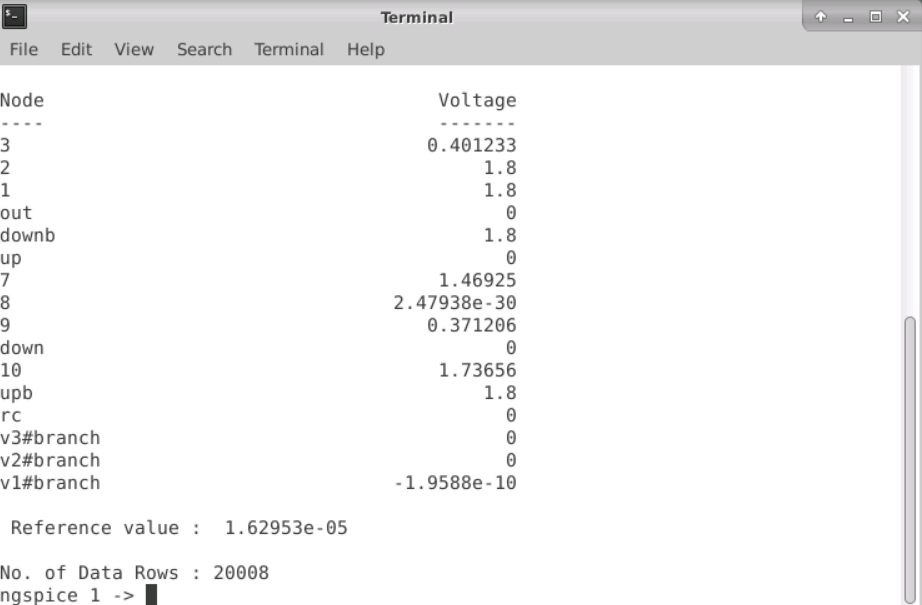 Terminal
File Edit View Search Terminal Help
Node Voltage
---- -------
3 0.401233
2 1.8
1 1.8
out 0
downb 1.8
up 0
7 1.46925
8 2.47938e-30
9 0.371206
down 0
10 1.73656
upb 1.8
rc 0
v3#branch 0
v2#branch 0
v1#branch -1.9588e-10
Reference value : 1.62953e-05
No. of Data Rows : 20008
ngspice 1 ->